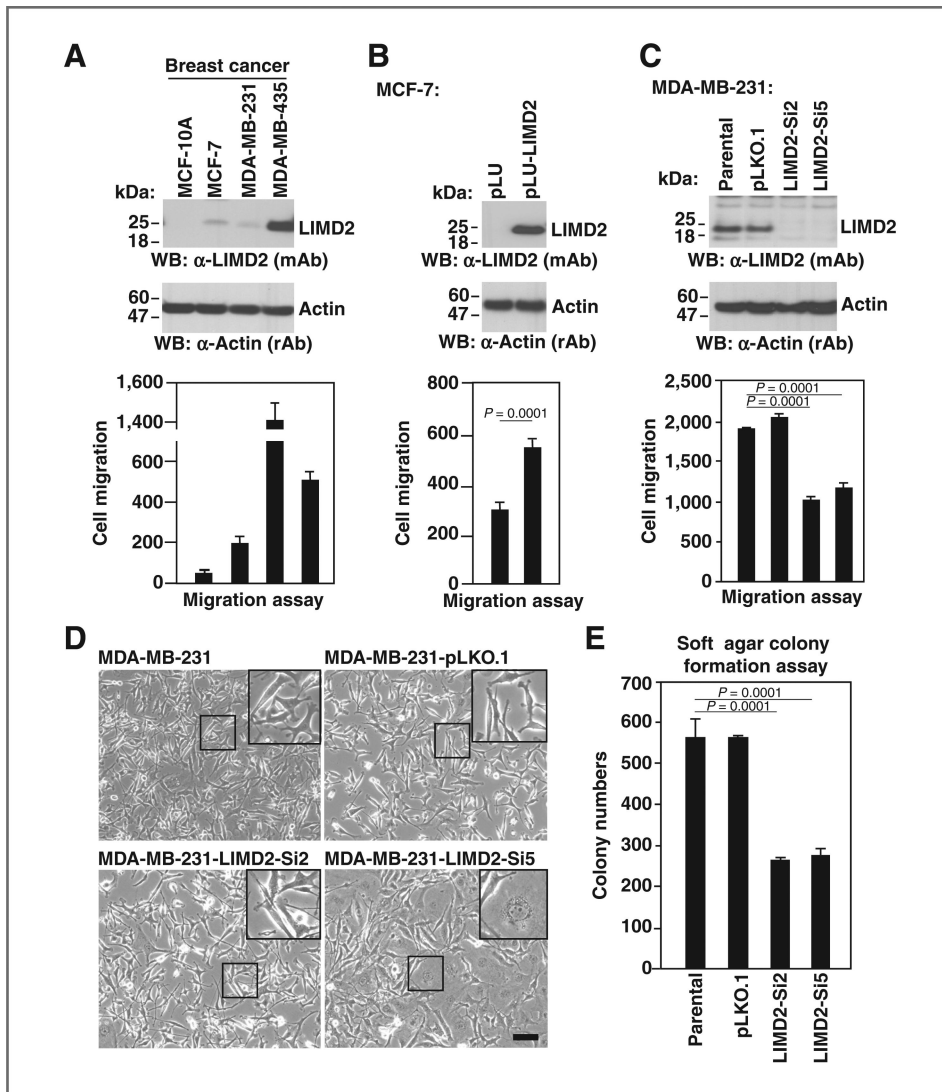 A
Breast cancer
MCF-10A
MCF-7
MDA-MB-231
MDA-MB-435
kDa:
25
18
LIMD2
WB: α-LIMD2 (mAb)
60
47
Actin
WB: α-Actin (rAb)
1,600
1,400
600
400
200
0
Cell migration
Migration assay
B
MCF-7:
pLU
pLU-LIMD2
kDa:
25
18
LIMD2
WB: α-LIMD2 (mAb)
60
47
Actin
WB: α-Actin (rAb)
800
600
400
200
0
P = 0.0001
Cell migration
Migration assay
C
MDA-MB-231:
Parental
pLKO.1
LIMD2-Si2
LIMD2-Si5
kDa:
25
18
LIMD2
WB: α-LIMD2 (mAb)
60
47
Actin
WB: α-Actin (rAb)
2,500
2,000
1,500
1,000
500
0
P = 0.0001
P = 0.0001
Cell migration
Migration assay
D
MDA-MB-231
MDA-MB-231-pLKO.1
MDA-MB-231-LIMD2-Si2
MDA-MB-231-LIMD2-Si5
E
Soft agar colony
formation assay
700
600
500
400
300
200
100
0
P = 0.0001
P = 0.0001
Colony numbers
Parental
pLKO.1
LIMD2-Si2
LIMD2-Si5